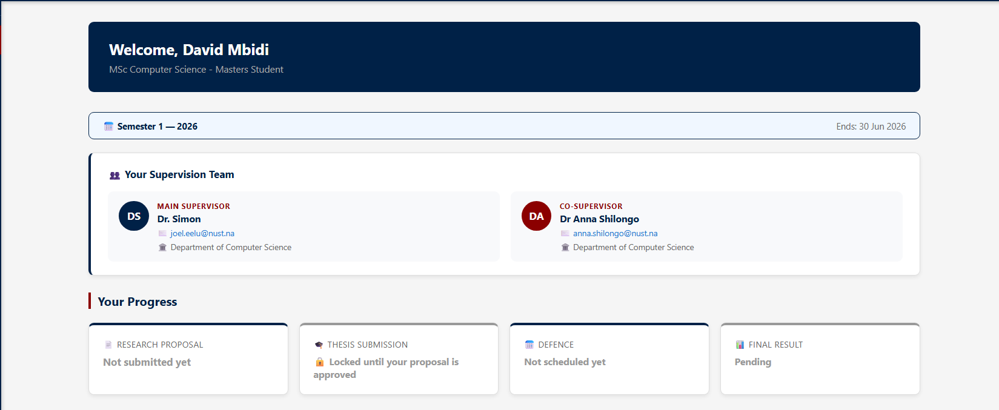 Welcome, David Mbidi
MSc Computer Science - Masters Student
Semester 1 — 2026
Ends: 30 Jun 2026
Your Supervision Team
DS
MAIN SUPERVISOR
Dr. Simon
joel.eelu@nust.na
Department of Computer Science
DA
CO-SUPERVISOR
Dr Anna Shilongo
anna.shilongo@nust.na
Department of Computer Science
Your Progress
RESEARCH PROPOSAL
Not submitted yet
THESIS SUBMISSION
Locked until your proposal is
approved
DEFENCE
Not scheduled yet
FINAL RESULT
Pending